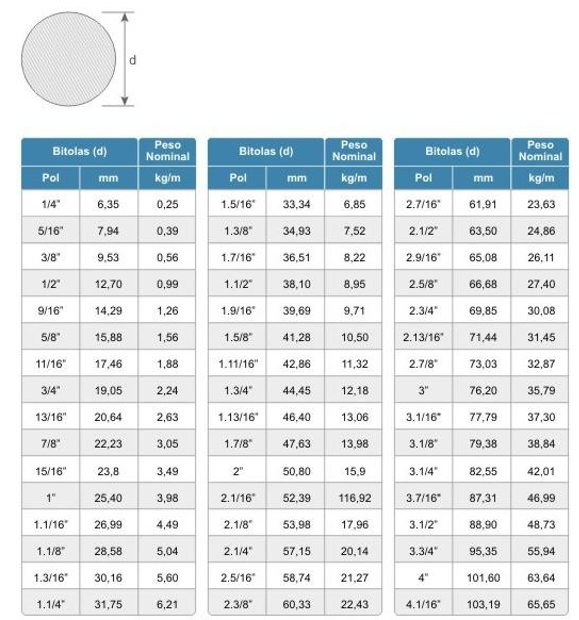 d
Bitolas (d) Peso Nominal Bitolas (d) Peso Nominal Bitolas (d) Peso Nominal
Pol mm kg/m Pol mm kg/m Pol mm kg/m
1/4" 6,35 0,25 1.5/16" 33,34 6,85 2.7/16" 61,91 23,63
5/16" 7,94 0,39 1.3/8" 34,93 7,52 2.1/2" 63,50 24,86
3/8" 9,53 0,56 1.7/16" 36,51 8,22 2.9/16" 65,08 26,11
1/2" 12,70 0,99 1.1/2" 38,10 8,95 2.5/8" 66,68 27,40
9/16" 14,29 1,26 1.9/16" 39,69 9,71 2.3/4" 69,85 30,08
5/8" 15,88 1,56 1.5/8" 41,28 10,50 2.13/16" 71,44 31,45
11/16" 17,46 1,88 1.11/16" 42,86 11,32 2.7/8" 73,03 32,87
3/4" 19,05 2,24 1.3/4" 44,45 12,18 3" 76,20 35,79
13/16" 20,64 2,63 1.13/16" 46,40 13,06 3.1/16" 77,79 37,30
7/8" 22,23 3,05 1.7/8" 47,63 13,98 3.1/8" 79,38 38,84
15/16" 23,8 3,49 2" 50,80 15,9 3.1/4" 82,55 42,01
1" 25,40 3,98 2.1/16" 52,39 116,92 3.7/16" 87,31 46,99
1.1/16" 26,99 4,49 2.1/8" 53,98 17,96 3.1/2" 88,90 48,73
1.1/8" 28,58 5,04 2.1/4" 57,15 20,14 3.3/4" 95,35 55,94
1.3/16" 30,16 5,60 2.5/16" 58,74 21,27 4" 101,60 63,64
1.1/4" 31,75 6,21 2.3/8" 60,33 22,43 4.1/16" 103,19 65,65